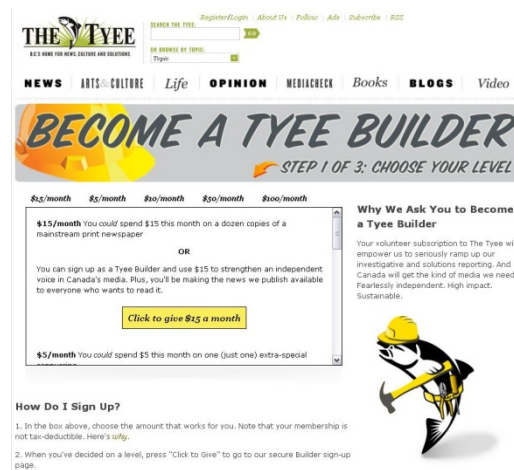 Register/Login | About Us | Follow | Ads | Subscribe | RSS
THE TYEE
B.C.'S HOME FOR NEWS, CULTURE AND SOLUTIONS
SEARCH THE TYEE:
GO
OR BROWSE BY TOPIC:
Topic
NEWS ARTS & CULTURE Life OPINION MEDIACHECK Books BLOGS Video
BECOME A TYEE BUILDER
STEP 1 OF 3: CHOOSE YOUR LEVEL
$15/month $5/month $10/month $50/month $100/month
$15/month You could spend $15 this month on a dozen copies of a
mainstream print newspaper
OR
You can sign up as a Tyee Builder and use $15 to strengthen an independent
voice in Canada's media. Plus, you'll be making the news we publish available
to everyone who wants to read it.
Click to give $15 a month
$5/month You could spend $5 this month on one (just one) extra-special
Why We Ask You to Become
a Tyee Builder
Your volunteer subscription to The Tyee wi
empower us to seriously ramp up our
investigative and solutions reporting. And
Canada will get the kind of media we need
Fearlessly independent. High impact.
Sustainable.
How Do I Sign Up?
1. In the box above, choose the amount that works for you. Note that your membership is
not tax-deductible. Here's why.
2. When you've decided on a level, press "Click to Give" to go to our secure Builder sign-up
page.